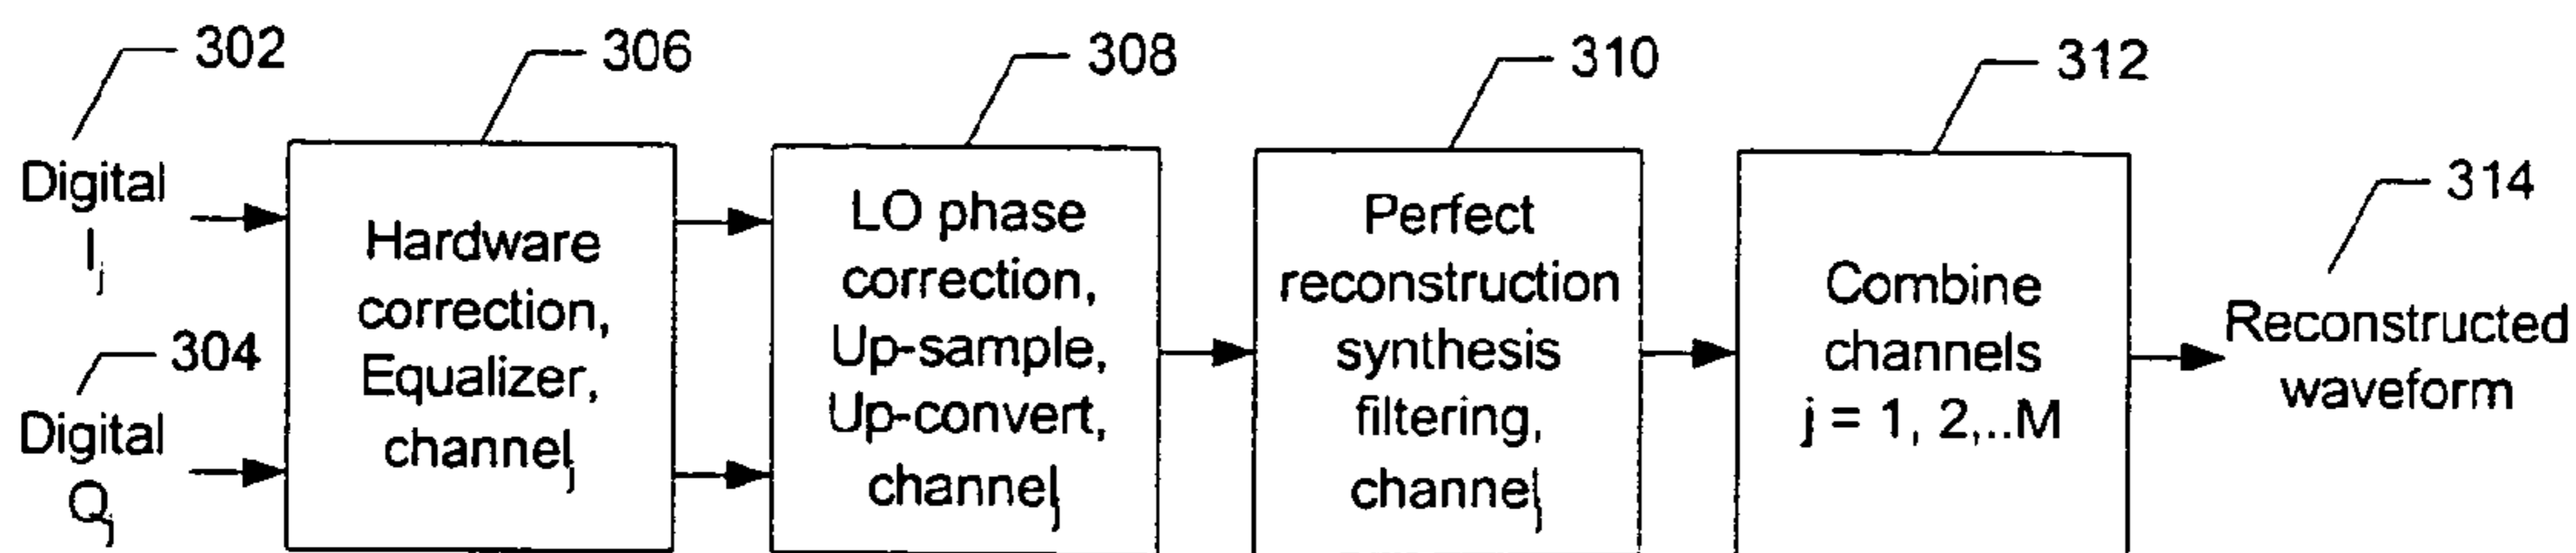 302
306
308
310
312
314
Digital
I_j
304
Digital
Q_j
Hardware
correction,
Equalizer,
channel_j
LO phase
correction,
Up-sample,
Up-convert,
channel_j
Perfect
reconstruction
synthesis
filtering,
channel_j
Combine
channels
j = 1, 2,..M
Reconstructed
waveform